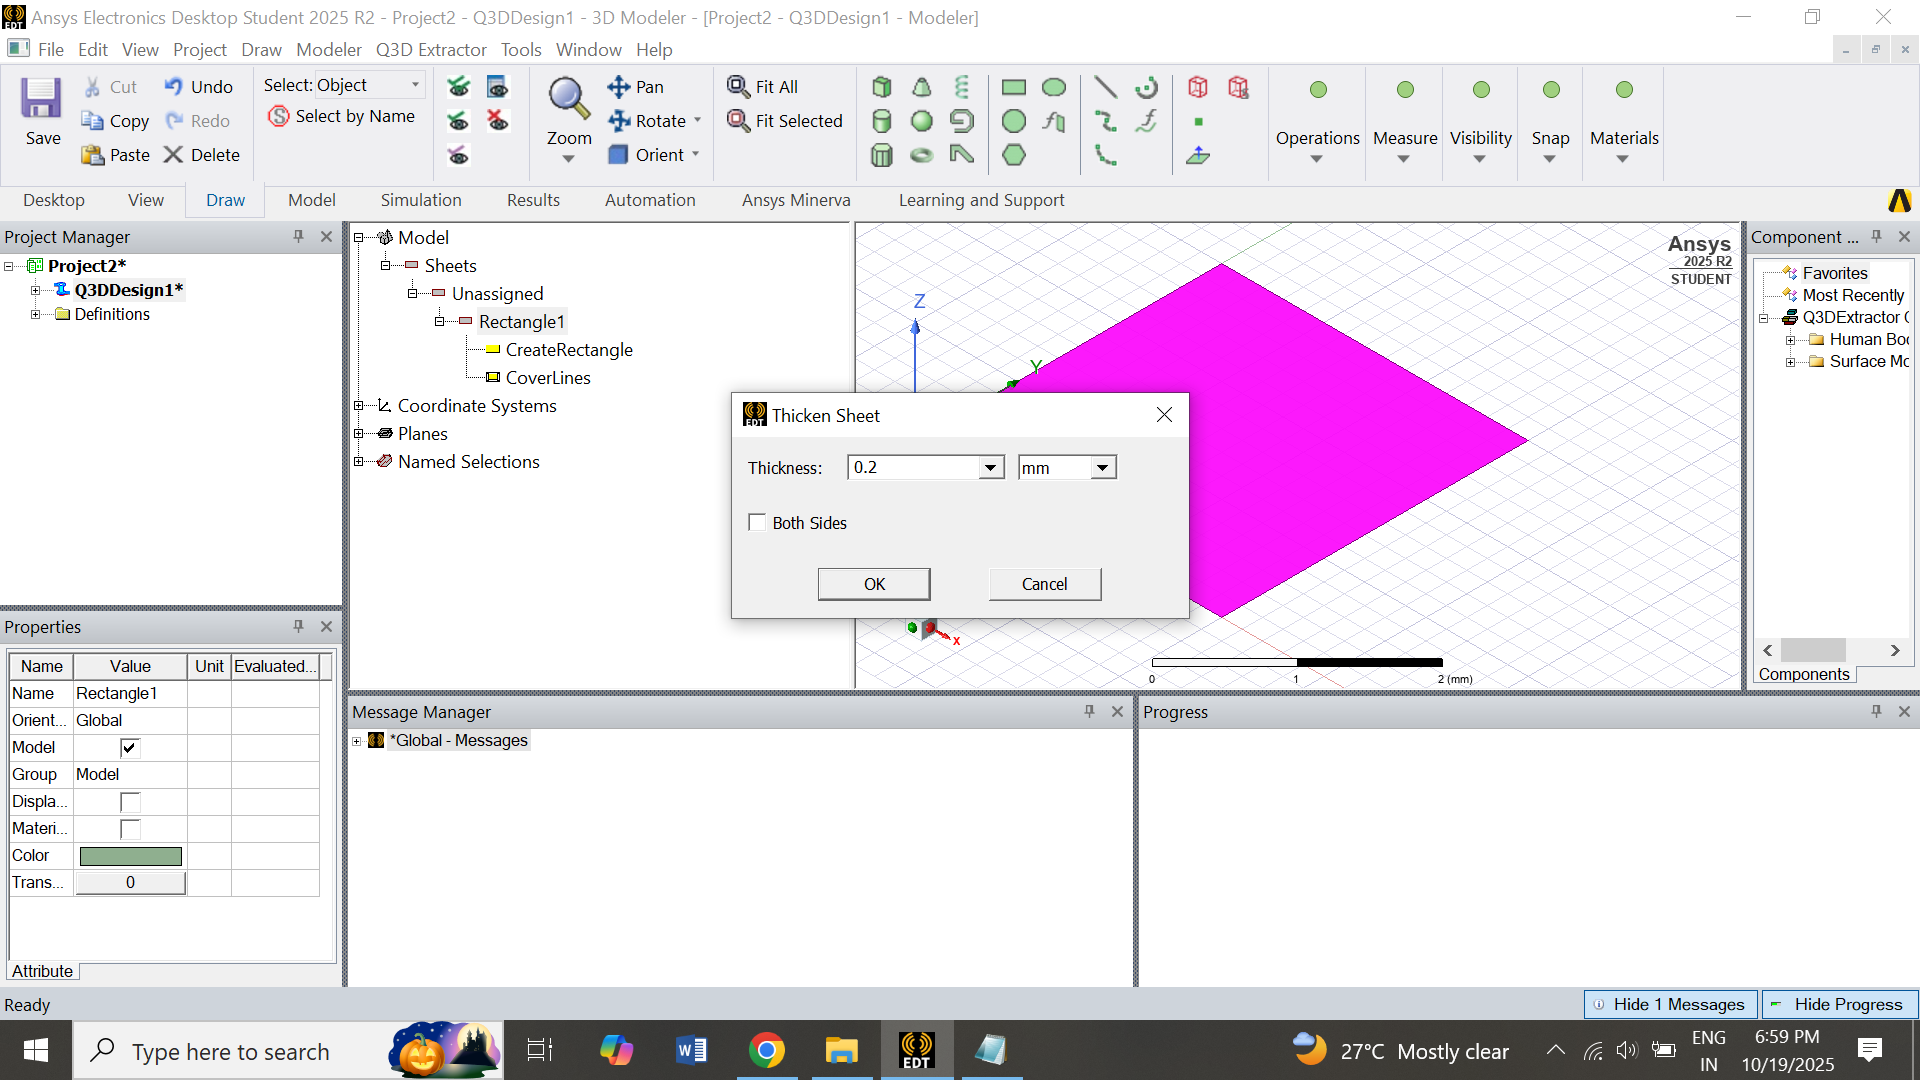 Ansys Electronics Desktop Student 2025 R2 - Project2 - Q3DDesign1 - 3D Modeler - [Project2 - Q3DDesign1 - Modeler]
File Edit View Project Draw Modeler Q3D Extractor Tools Window Help
Save
Cut
Copy
Paste
Undo
Redo
Delete
Select: Object
Select by Name
Zoom
Pan
Rotate
Orient
Fit All
Fit Selected
Operations
Measure
Visibility
Snap
Materials
Desktop View Draw Model Simulation Results Automation Ansys Minerva Learning and Support
Project Manager
Project2*
Q3DDesign1*
Definitions
Model
Sheets
Unassigned
Rectangle1
CreateRectangle
CoverLines
Coordinate Systems
Planes
Named Selections
Z
Y
Ansys
2025 R2
STUDENT
x
0 1 2 (mm)
Thicken Sheet
Thickness: 0.2 mm
Both Sides
OK Cancel
Component ...
Favorites
Most Recently
Q3DExtractor
Human Boo
Surface Mo
Components
Properties
Name Value Unit Evaluated...
Name Rectangle1
Orient... Global
Model
Group Model
Displa...
Materi...
Color
Trans... 0
Attribute
Message Manager
*Global - Messages
Progress
Ready
Hide 1 Messages
Hide Progress
Type here to search
EDT
27°C Mostly clear
ENG
IN
6:59 PM
10/19/2025